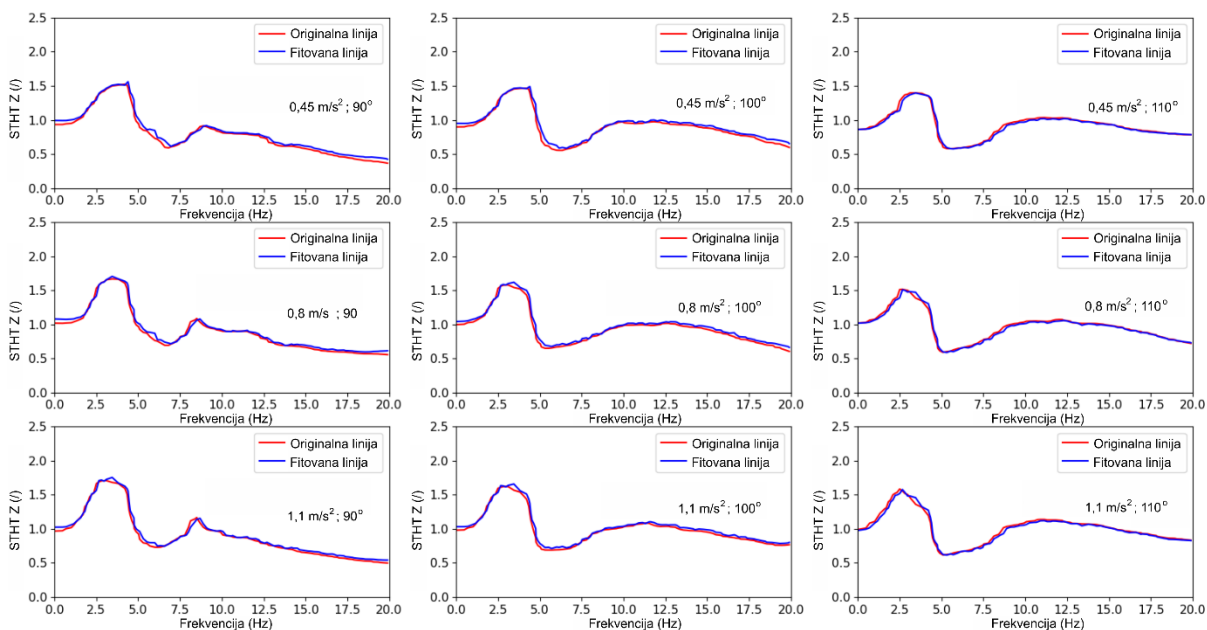 2.5
2.0
1.5
1.0
0.5
0.0
STHT Z (/)
Originalna linija
Fitovana linija
0,45 m/s² ; 90°
0.0 2.5 5.0 7.5 10.0 12.5 15.0 17.5 20.0
Frekvencija (Hz)
2.5
2.0
1.5
1.0
0.5
0.0
STHT Z (/)
Originalna linija
Fitovana linija
0,45 m/s² ; 100°
0.0 2.5 5.0 7.5 10.0 12.5 15.0 17.5 20.0
Frekvencija (Hz)
2.5
2.0
1.5
1.0
0.5
0.0
STHT Z (/)
Originalna linija
Fitovana linija
0,45 m/s² ; 110°
0.0 2.5 5.0 7.5 10.0 12.5 15.0 17.5 20.0
Frekvencija (Hz)
2.5
2.0
1.5
1.0
0.5
0.0
STHT Z (/)
Originalna linija
Fitovana linija
0,8 m/s ; 90
0.0 2.5 5.0 7.5 10.0 12.5 15.0 17.5 20.0
Frekvencija (Hz)
2.5
2.0
1.5
1.0
0.5
0.0
STHT Z (/)
Originalna linija
Fitovana linija
0,8 m/s² ; 100°
0.0 2.5 5.0 7.5 10.0 12.5 15.0 17.5 20.0
Frekvencija (Hz)
2.5
2.0
1.5
1.0
0.5
0.0
STHT Z (/)
Originalna linija
Fitovana linija
0,8 m/s² ; 110°
0.0 2.5 5.0 7.5 10.0 12.5 15.0 17.5 20.0
Frekvencija (Hz)
2.5
2.0
1.5
1.0
0.5
0.0
STHT Z (/)
Originalna linija
Fitovana linija
1,1 m/s² ; 90°
0.0 2.5 5.0 7.5 10.0 12.5 15.0 17.5 20.0
Frekvencija (Hz)
2.5
2.0
1.5
1.0
0.5
0.0
STHT Z (/)
Originalna linija
Fitovana linija
1,1 m/s² ; 100°
0.0 2.5 5.0 7.5 10.0 12.5 15.0 17.5 20.0
Frekvencija (Hz)
2.5
2.0
1.5
1.0
0.5
0.0
STHT Z (/)
Originalna linija
Fitovana linija
1,1 m/s² ; 110°
0.0 2.5 5.0 7.5 10.0 12.5 15.0 17.5 20.0
Frekvencija (Hz)